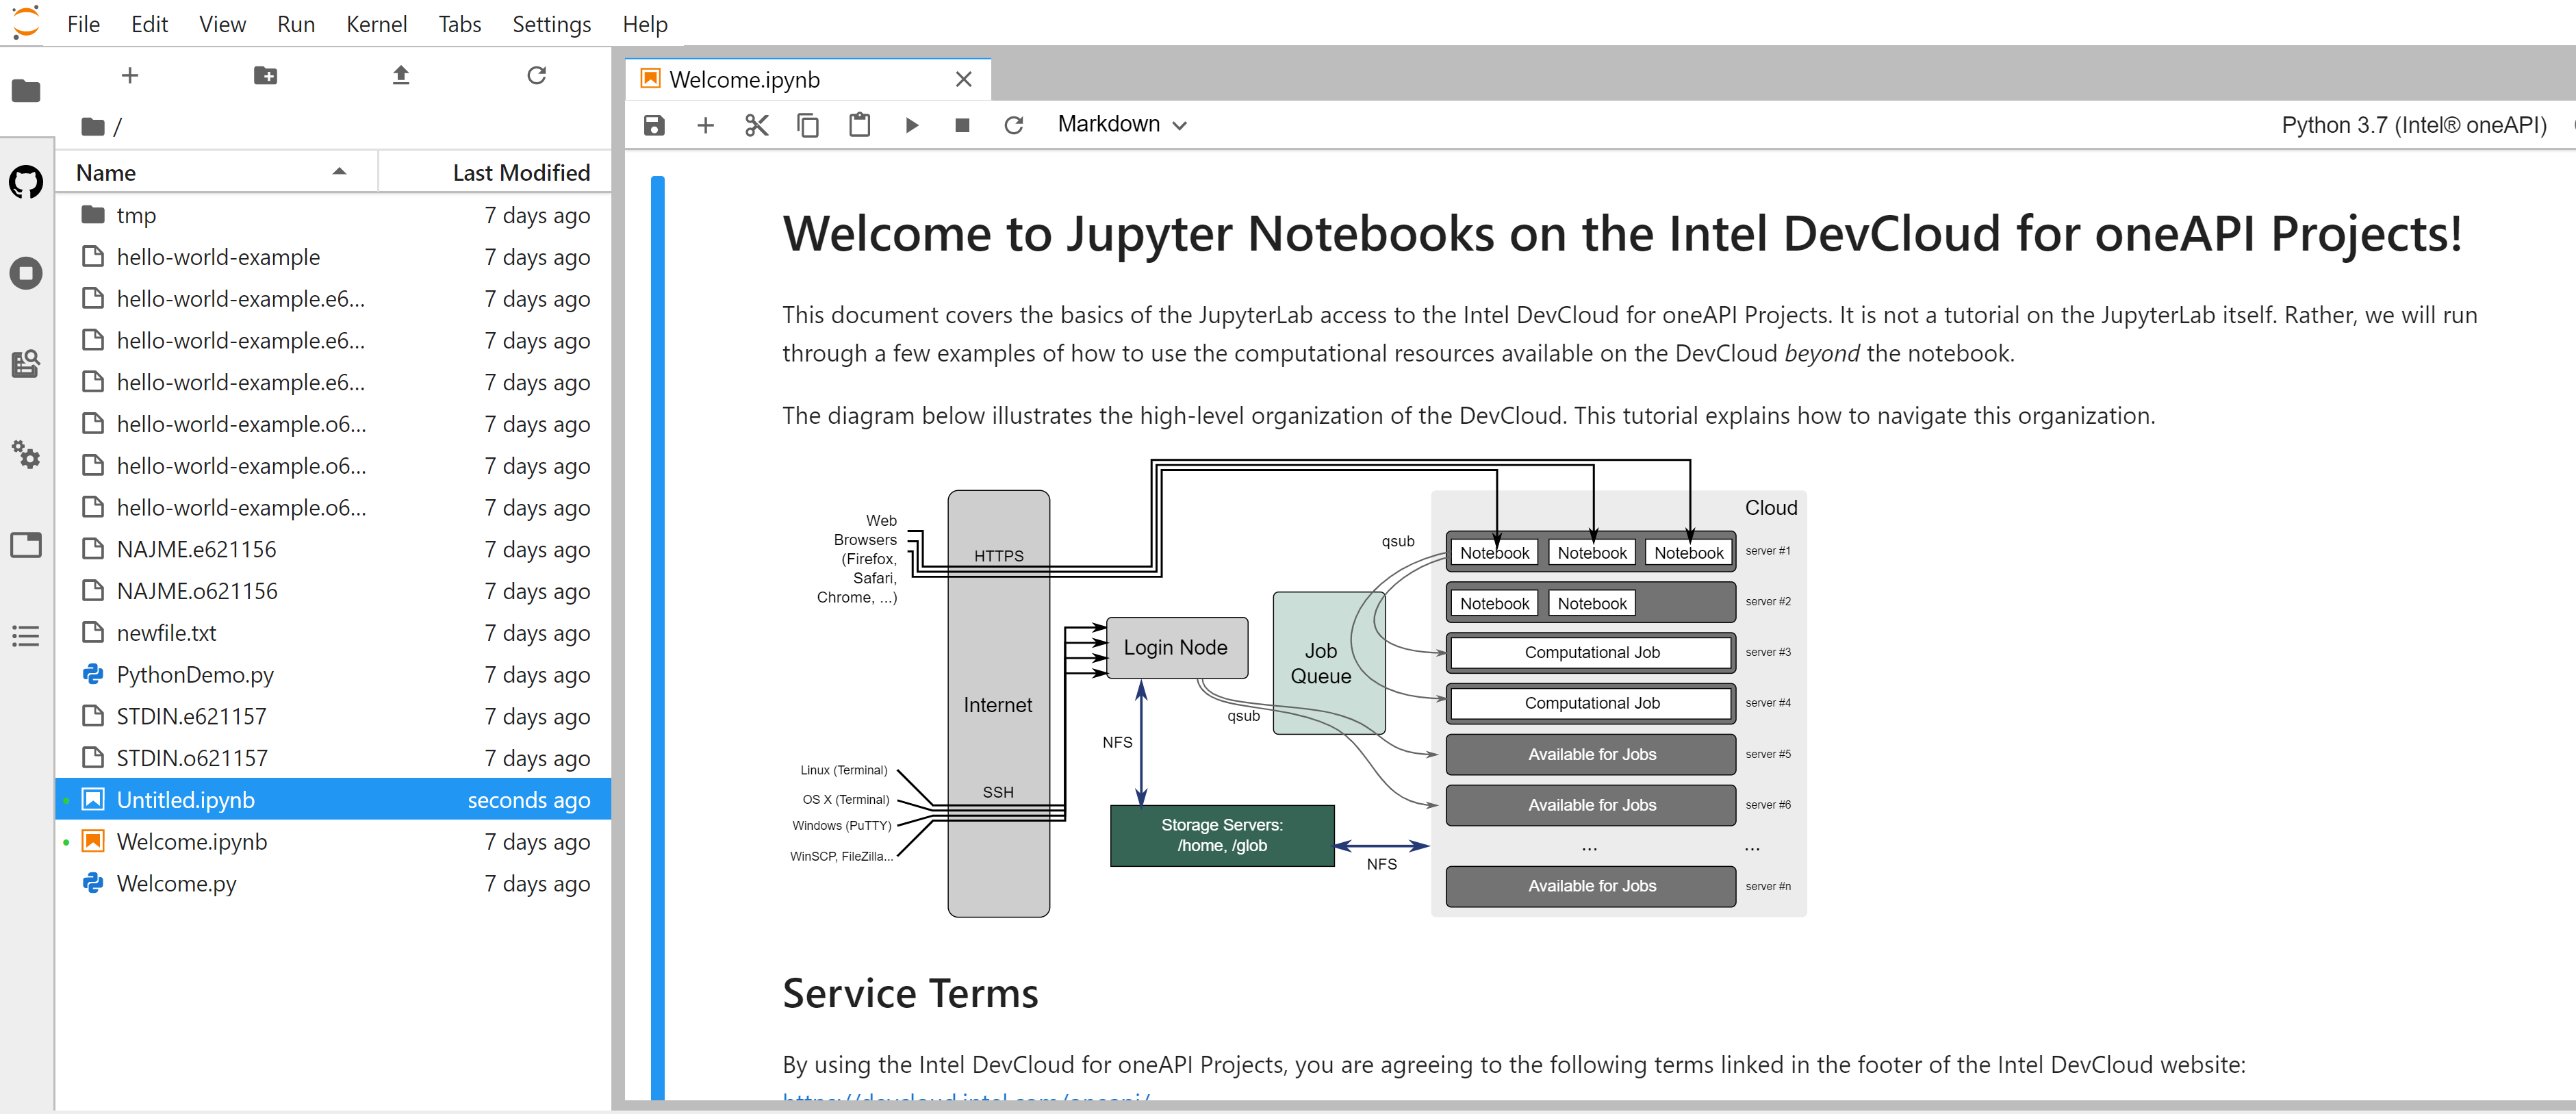 File Edit View Run Kernel Tabs Settings Help
/
Name Last Modified
tmp 7 days ago
hello-world-example 7 days ago
hello-world-example.e6... 7 days ago
hello-world-example.e6... 7 days ago
hello-world-example.e6... 7 days ago
hello-world-example.o6... 7 days ago
hello-world-example.o6... 7 days ago
hello-world-example.o6... 7 days ago
NAJME.e621156 7 days ago
NAJME.o621156 7 days ago
newfile.txt 7 days ago
PythonDemo.py 7 days ago
STDIN.e621157 7 days ago
STDIN.o621157 7 days ago
Untitled.ipynb seconds ago
Welcome.ipynb 7 days ago
Welcome.py 7 days ago
Welcome.ipynb
Markdown
Python 3.7 (Intel® oneAPI)
Welcome to Jupyter Notebooks on the Intel DevCloud for oneAPI Projects!
This document covers the basics of the JupyterLab access to the Intel DevCloud for oneAPI Projects. It is not a tutorial on the JupyterLab itself. Rather, we will run
through a few examples of how to use the computational resources available on the DevCloud beyond the notebook.
The diagram below illustrates the high-level organization of the DevCloud. This tutorial explains how to navigate this organization.
Web
Browsers
(Firefox,
Safari,
Chrome, ...)
HTTPS
Internet
SSH
Linux (Terminal)
OS X (Terminal)
Windows (PuTTY)
WinSCP, FileZilla...
Login Node
NFS
qsub
Job
Queue
qsub
Storage Servers:
/home, /glob
NFS
Cloud
Notebook Notebook Notebook server #1
Notebook Notebook server #2
Computational Job server #3
Computational Job server #4
Available for Jobs server #5
Available for Jobs server #6
... ...
Available for Jobs server #n
Service Terms
By using the Intel DevCloud for oneAPI Projects, you are agreeing to the following terms linked in the footer of the Intel DevCloud website:
https://devcloud.intel.com/oneapi/